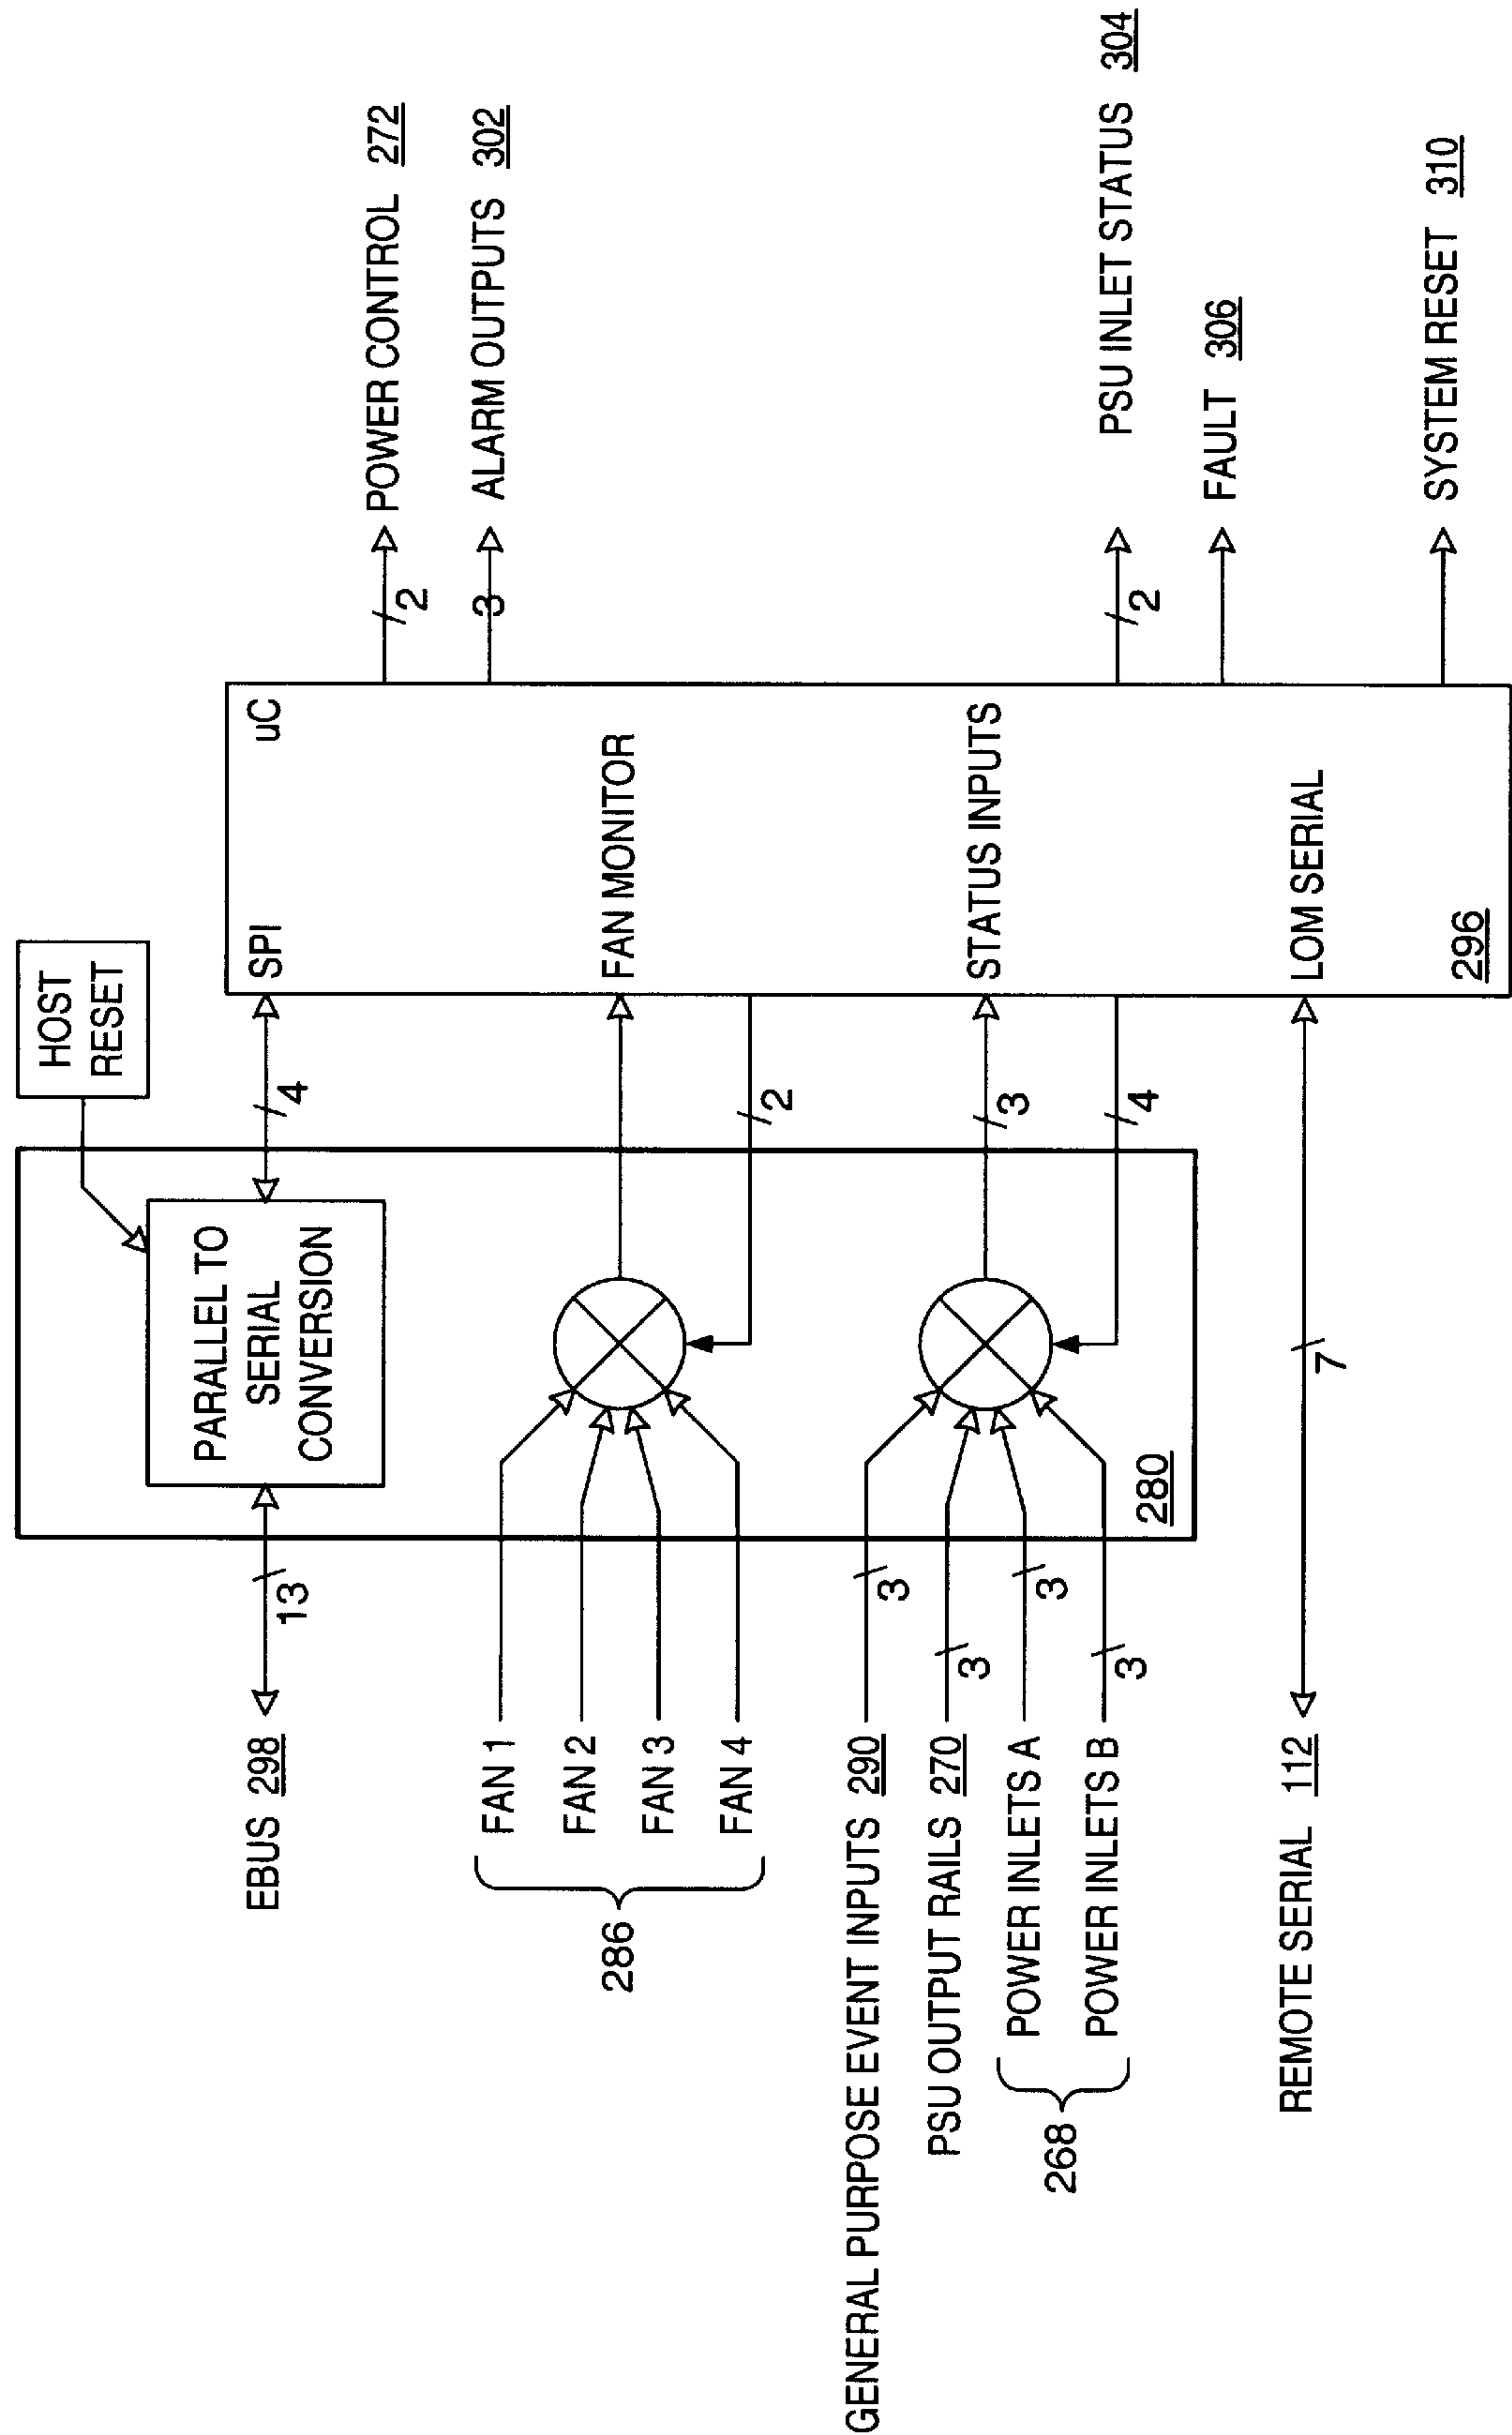 HOST
RESET
EBUS 298
13
PARALLEL TO
SERIAL
CONVERSION
4
SPI
uC
2
POWER CONTROL 272
3
ALARM OUTPUTS 302
286
FAN 1
FAN 2
FAN 3
FAN 4
FAN MONITOR
2
GENERAL PURPOSE EVENT INPUTS 290
3
PSU OUTPUT RAILS 270
3
268
POWER INLETS A
3
POWER INLETS B
3
3
STATUS INPUTS
4
2
PSU INLET STATUS 304
FAULT 306
280
REMOTE SERIAL 112
7
LOM SERIAL
296
SYSTEM RESET 310